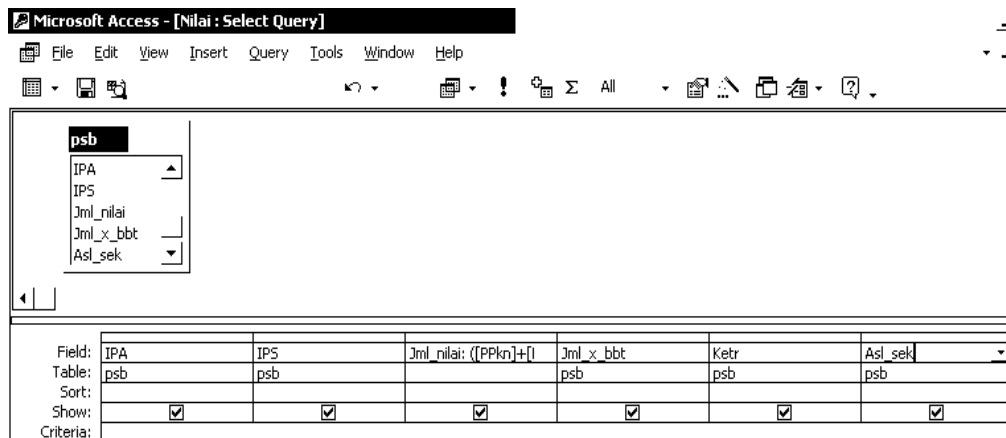 Microsoft Access - [Nilai : Select Query]
File Edit View Insert Query Tools Window Help
All
psb
IPA
IPS
Jml_nilai
Jml_x_bbt
Asl_sek
Field: IPA IPS Jml_nilai: ([PPkn]+[I Jml_x_bbt Ketr Asl_sek
Table: psb psb psb psb psb
Sort:
Show:
Criteria: